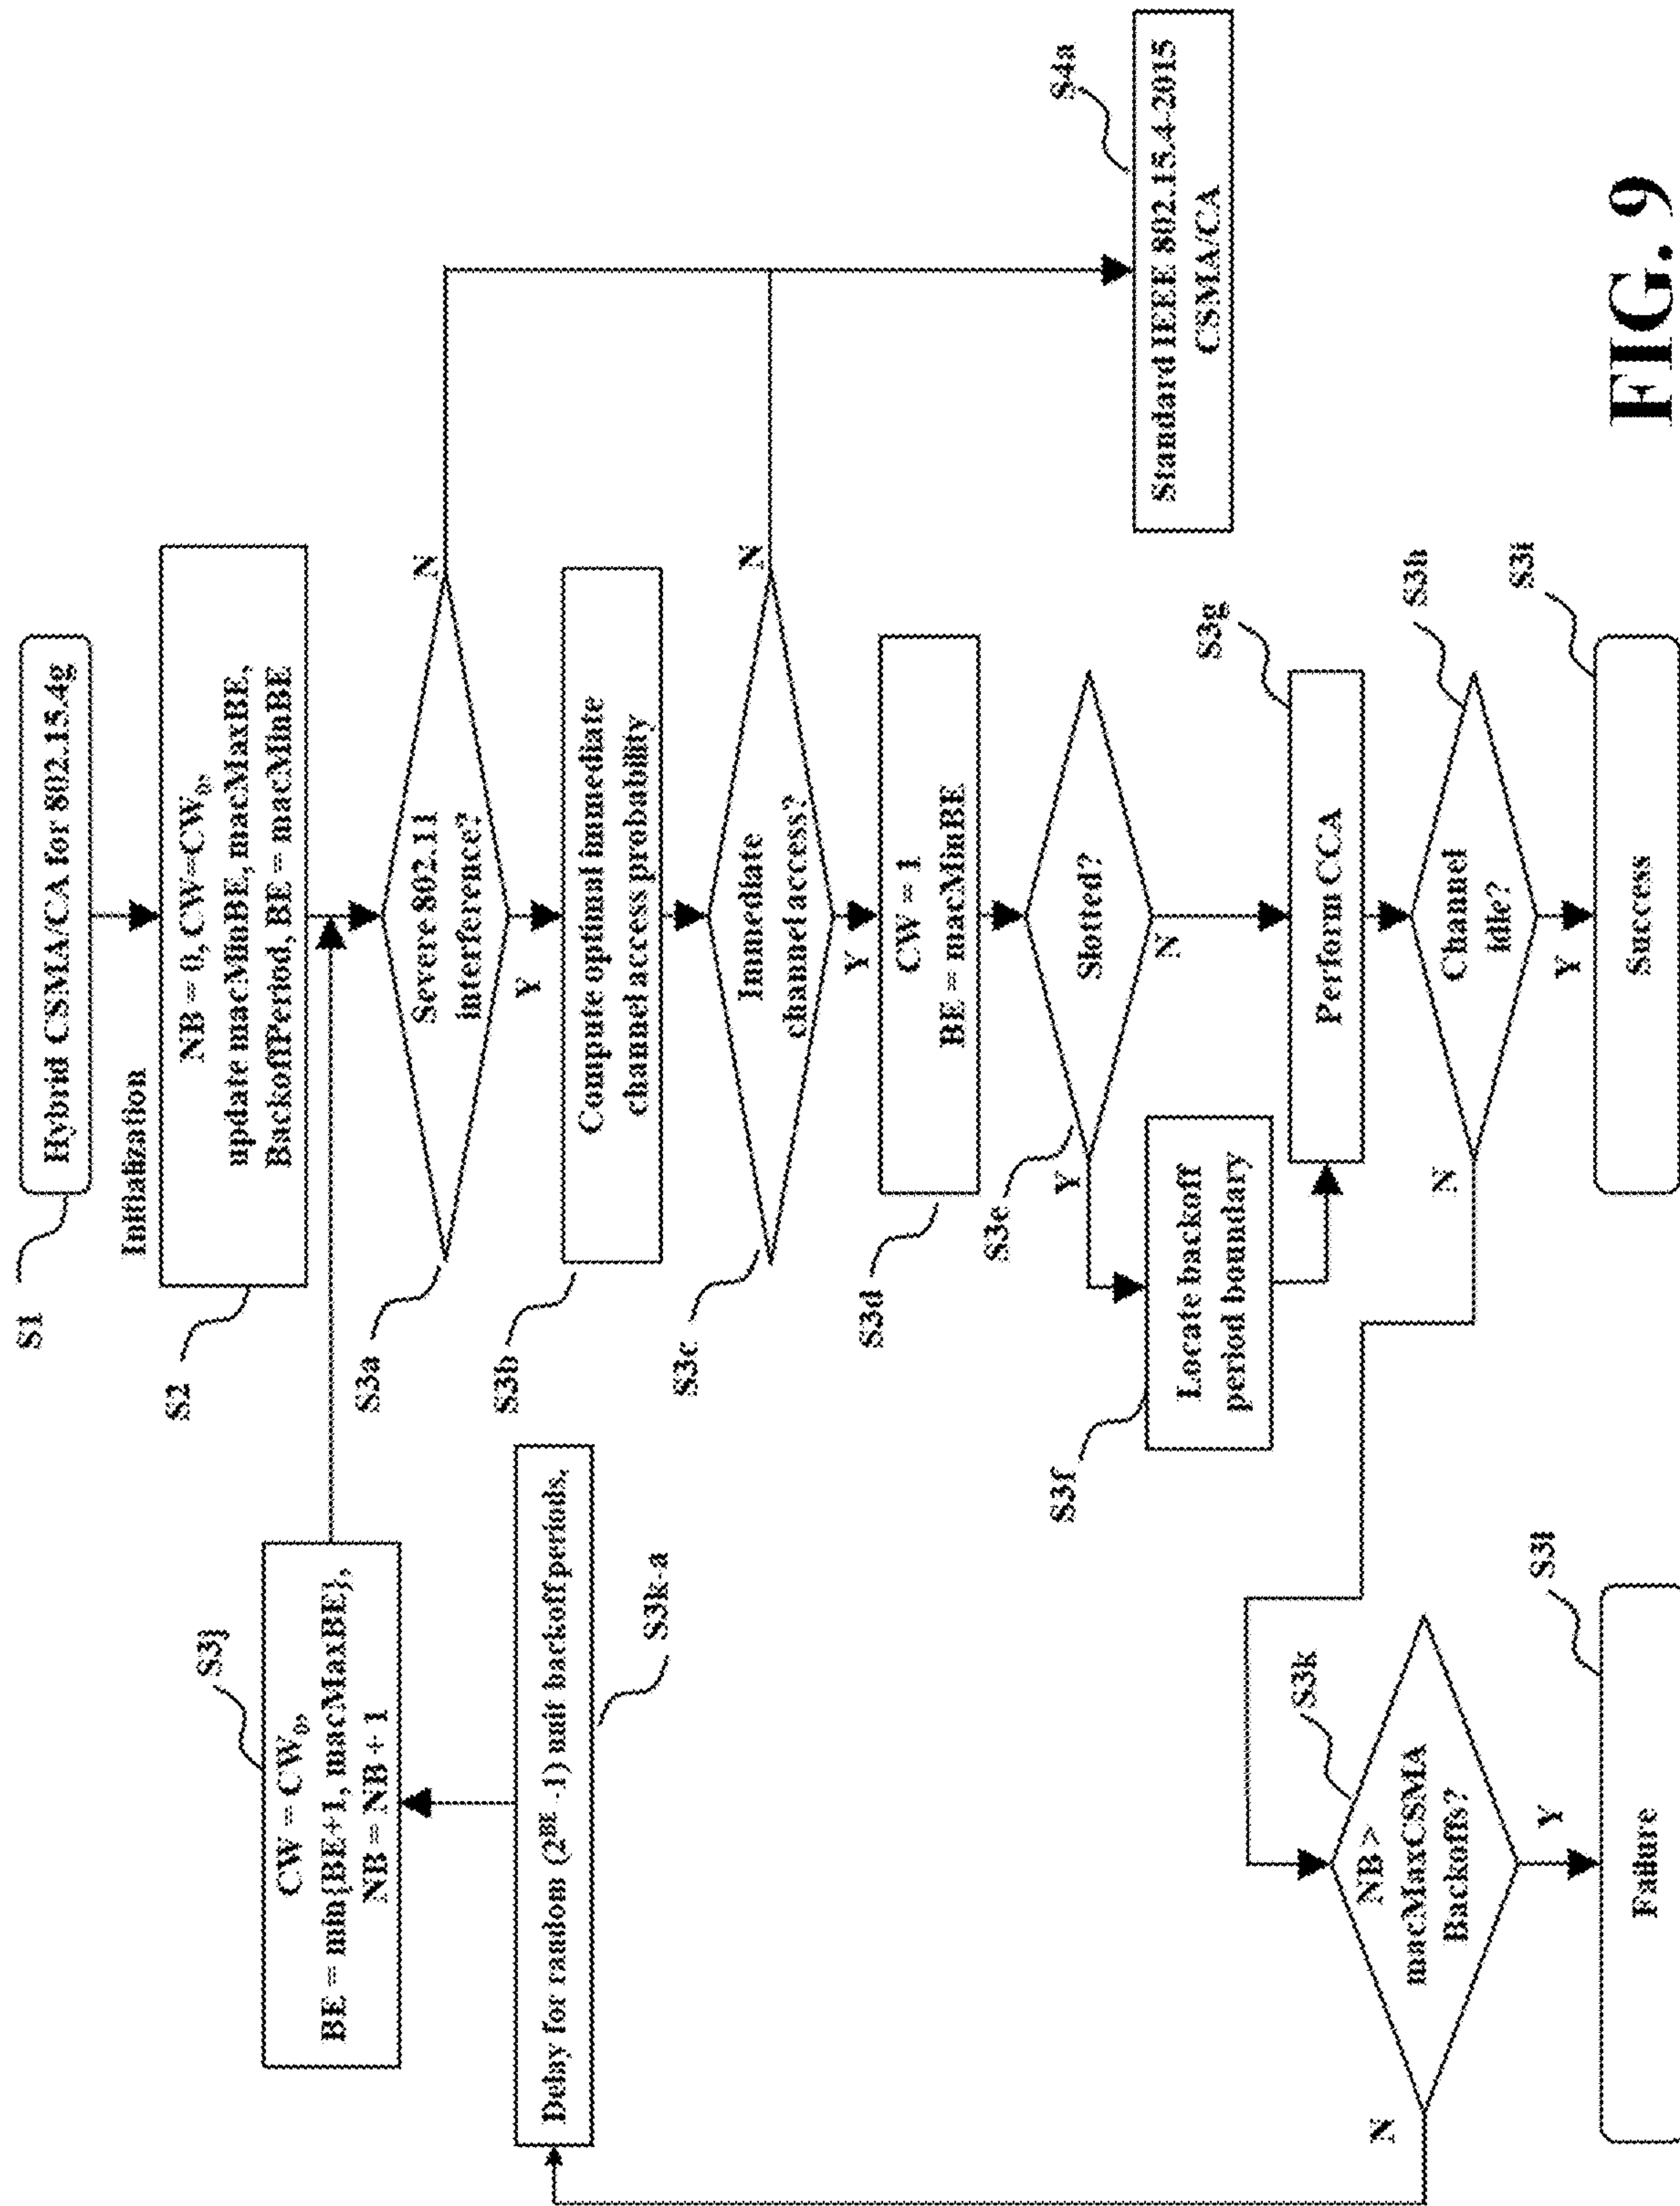 S1
Hybrid CSMA/CA for 802.15.4g
Initialization
S2
NB = 0, CW=CW0,
update macMinBE, macMaxBE,
BackoffPeriod, BE = macMinBE
S3j
CW = CW0,
BE = min{BE+1, macMaxBE},
NB = NB + 1
S3a
Severe 802.11
interference?
N
Y
S3b
Compute optimal immediate
channel access probability
Delay for random (2^BE -1) unit backoff periods.
S3k-a
S3c
Immediate
channel access?
N
Y
S3d
CW = 1
BE = macMinBE
S3e
Slotted?
Y
N
S3f
Locate backoff
period boundary
S4a
Standard IEEE 802.15.4-2015
CSMA/CA
S3g
Perform CCA
S3h
Channel
idle?
N
Y
S3k
NB >
macMaxCSMA
Backoffs?
N
Y
S3l
Failure
S3i
Success
FIG. 9